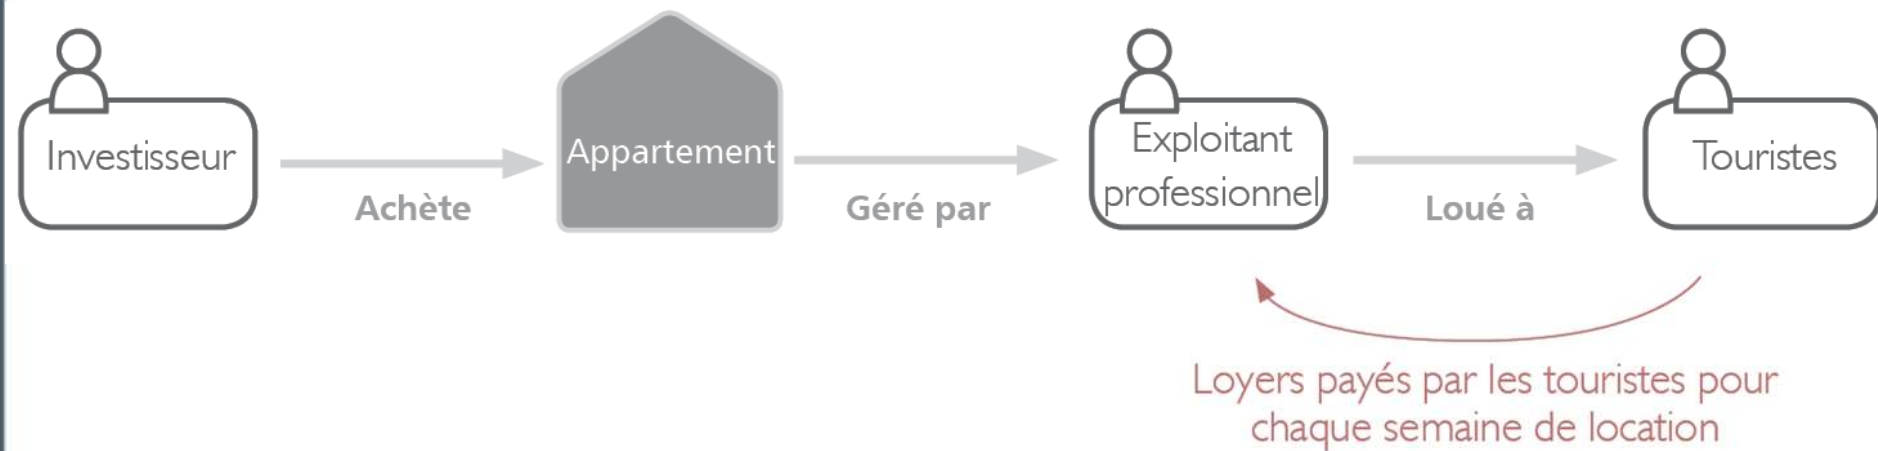 Investisseur
Achète
Appartement
Géré par
Exploitant
professionnel
Loué à
Touristes
Loyers payés par les touristes pour
chaque semaine de location